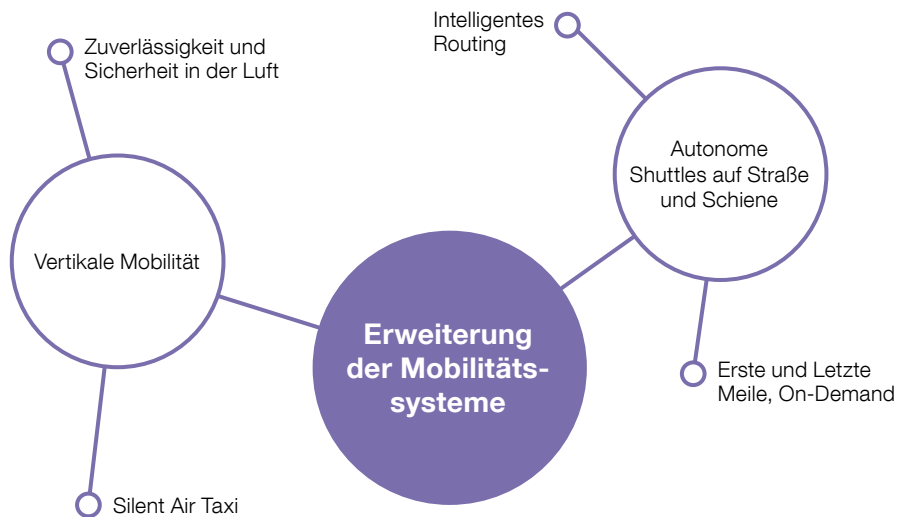 Zuverlässigkeit und
Sicherheit in der Luft
Intelligentes
Routing
Autonome
Shuttles auf Straße
und Schiene
Vertikale Mobilität
Erweiterung
der Mobilitäts-
systeme
Erste und Letzte
Meile, On-Demand
Silent Air Taxi